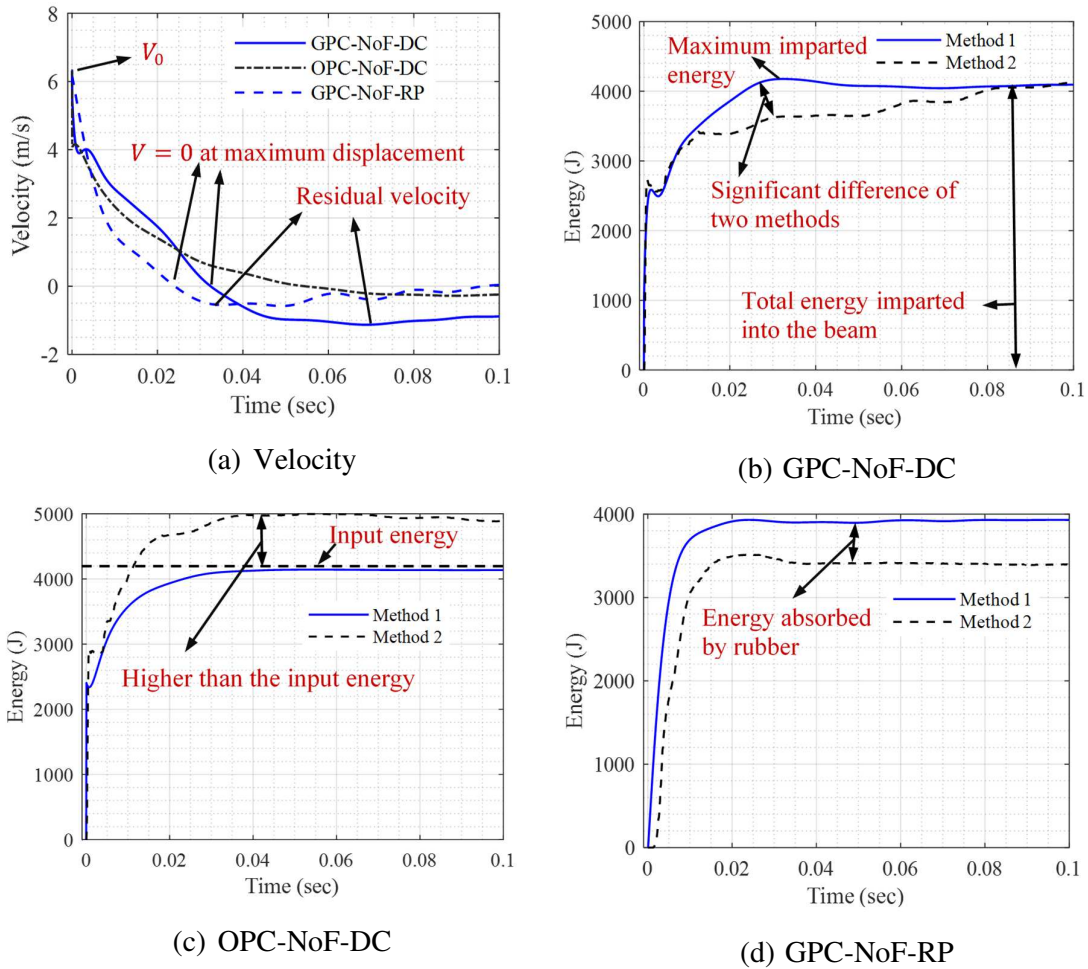 V₀
GPC-NoF-DC
OPC-NoF-DC
GPC-NoF-RP
V = 0 at maximum displacement
Residual velocity
Velocity (m/s)
6
4
2
0
-2
0
0.02
0.04
0.06
0.08
0.1
Time (sec)
(a) Velocity
Maximum imparted
energy
Method 1
Method 2
Significant difference of
two methods
Total energy imparted
into the beam
Energy (J)
5000
4000
3000
2000
1000
0
0
0.02
0.04
0.06
0.08
0.1
Time (sec)
(b) GPC-NoF-DC
Input energy
Method 1
Method 2
Higher than the input energy
Energy (J)
5000
4000
3000
2000
1000
0
0
0.02
0.04
0.06
0.08
0.1
Time (sec)
(c) OPC-NoF-DC
Method 1
Method 2
Energy absorbed
by rubber
Energy (J)
4000
3000
2000
1000
0
0
0.02
0.04
0.06
0.08
0.1
Time (sec)
(d) GPC-NoF-RP